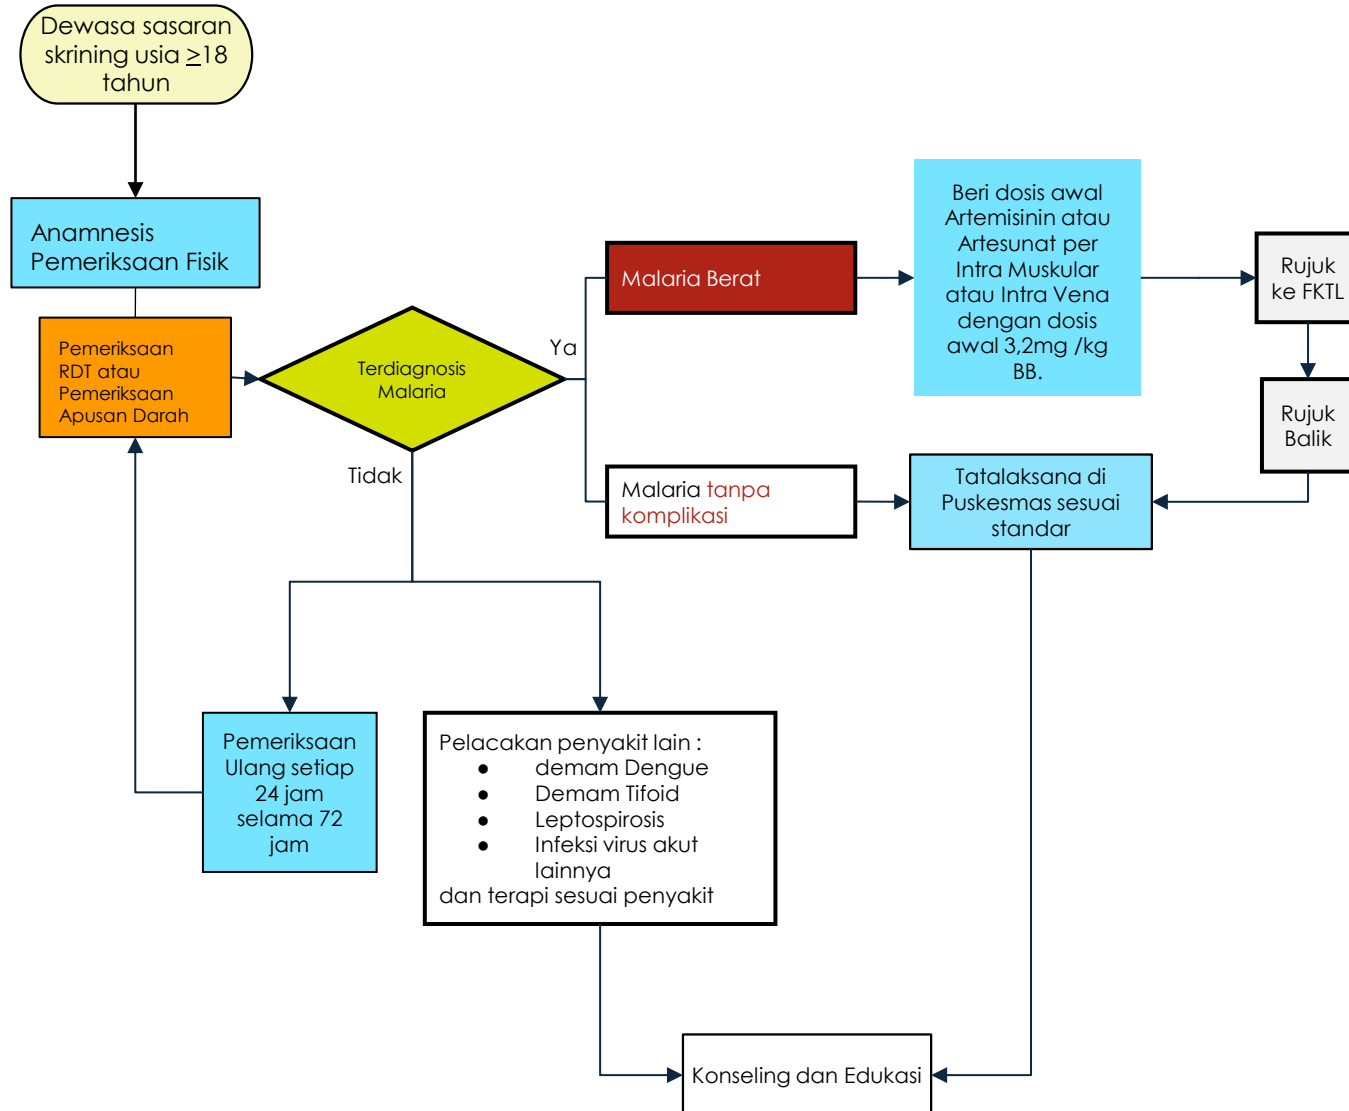 Dewasa sasaran
skrining usia ≥18
tahun
Anamnesis
Pemeriksaan Fisik
Pemeriksaan
RDT atau
Pemeriksaan
Apusan Darah
Terdiagnosis
Malaria
Ya
Tidak
Malaria Berat
Beri dosis awal
Artemisinin atau
Artesunat per
Intra Muskular
atau Intra Vena
dengan dosis
awal 3,2mg /kg
BB.
Rujuk
ke FKTL
Rujuk
Balik
Malaria tanpa
komplikasi
Tatalaksana di
Puskesmas sesuai
standar
Pemeriksaan
Ulang setiap
24 jam
selama 72
jam
Pelacakan penyakit lain :
● demam Dengue
● Demam Tifoid
● Leptospirosis
● Infeksi virus akut
lainnya
dan terapi sesuai penyakit
Konseling dan Edukasi